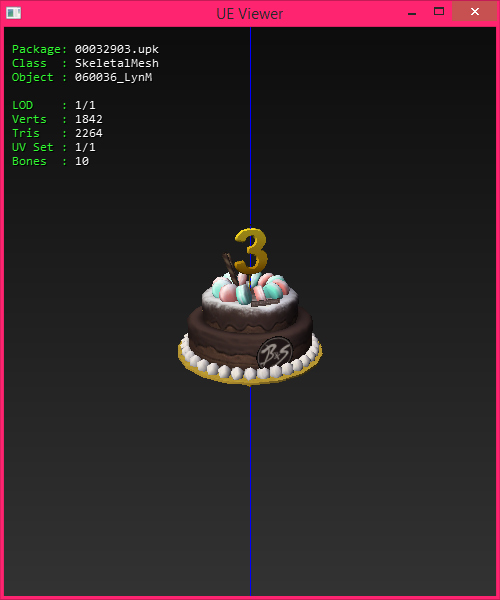 UE Viewer
Package: 00032903.upk
Class : SkeletalMesh
Object : 060036_LynM
LOD : 1/1
Verts : 1842
Tris : 2264
UV Set : 1/1
Bones : 10
3
B&S